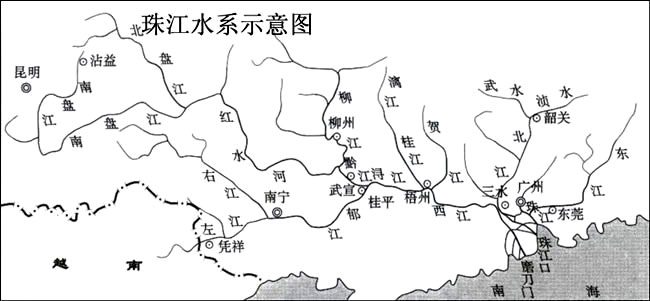 珠江水系示意图
昆明
沾益
南盘江
北盘江
南盘江
红水河
柳江
柳州
黔江
武宣
浔江
桂平
漓江
桂江
贺江
梧州
西江
右江
左江
南宁
郁江
凭祥
武水
浈水
韶关
北江
三水
广州
珠江
东莞
东江
珠江口
磨刀门
越南
南海